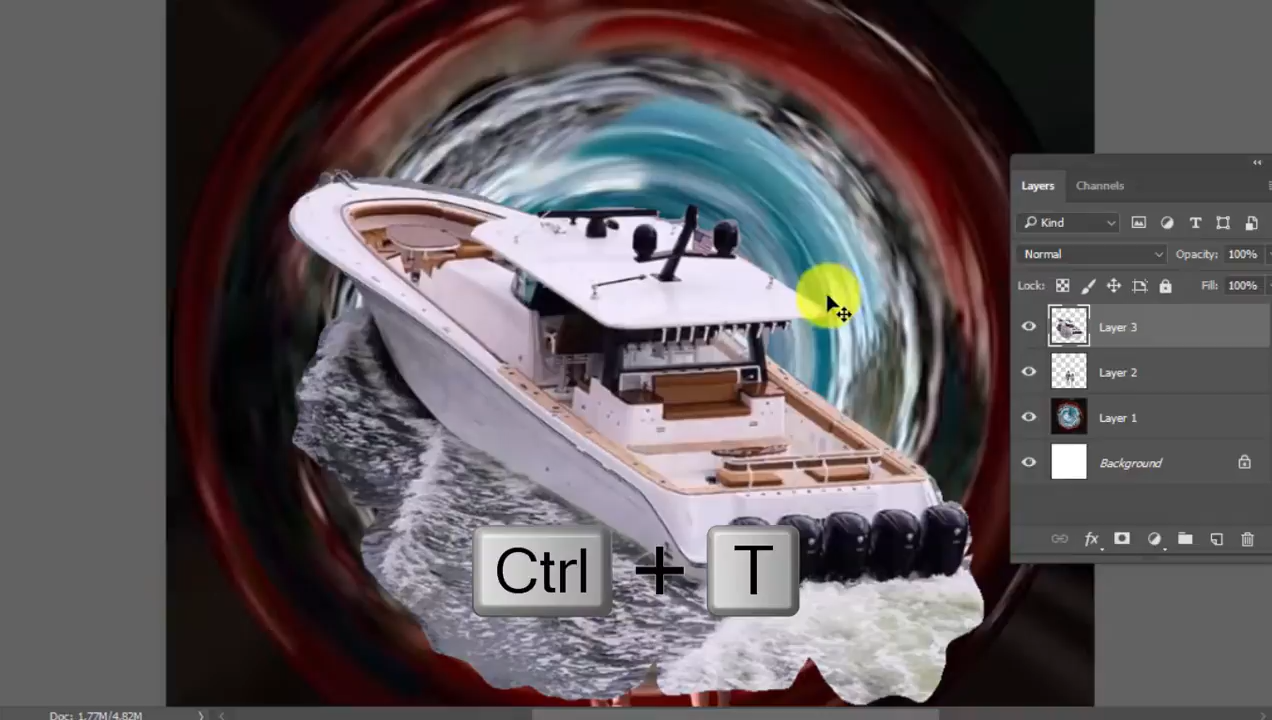 Layers Channels
Kind
Normal Opacity: 100%
Lock: Fill: 100%
Layer 3
Layer 2
Layer 1
Background
fx
Ctrl + T
Doc: 1.77M/4.82M